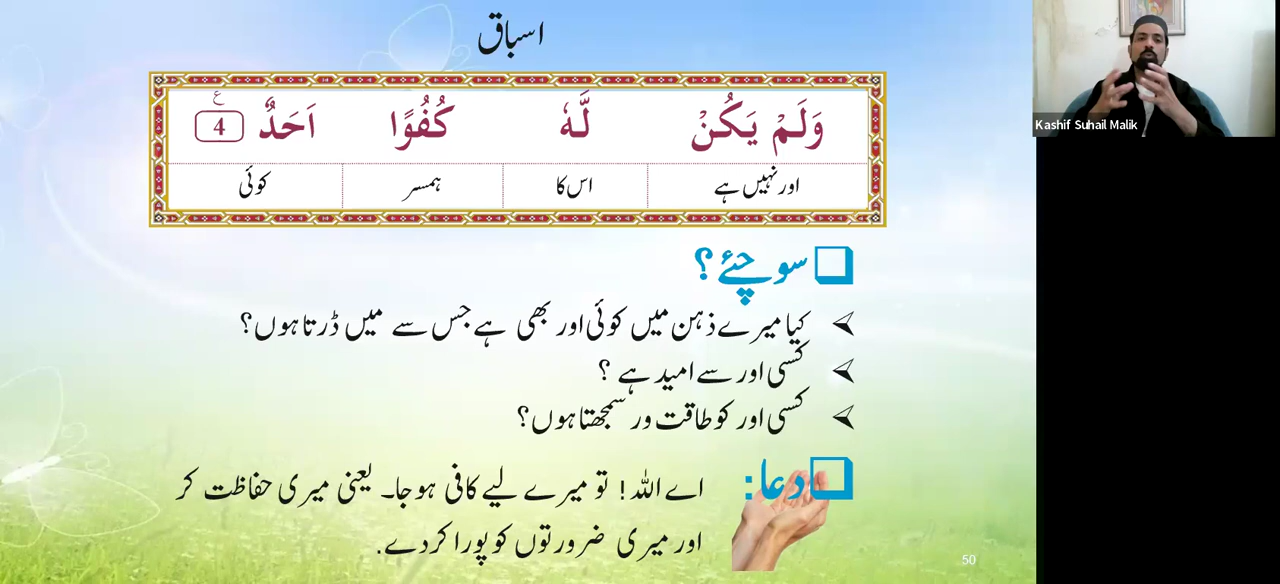 اسباق
وَلَمْ يَكُنْ لَّهٗ كُفُوًا اَحَدٌ 4 ع
اور نہیں ہے اس کا ہمسر کوئی
سوچئے؟
کیا میرے ذہن میں کوئی اور بھی ہے جس سے میں ڈرتا ہوں؟
کسی اور سے امید ہے ؟
کسی اور کو طاقت ور سمجھتا ہوں؟
دعا:
اے اللہ! تو میرے لیے کافی ہو جا۔ یعنی میری حفاظت کر
اور میری ضرورتوں کو پورا کر دے.
50
Kashif Suhail Malik